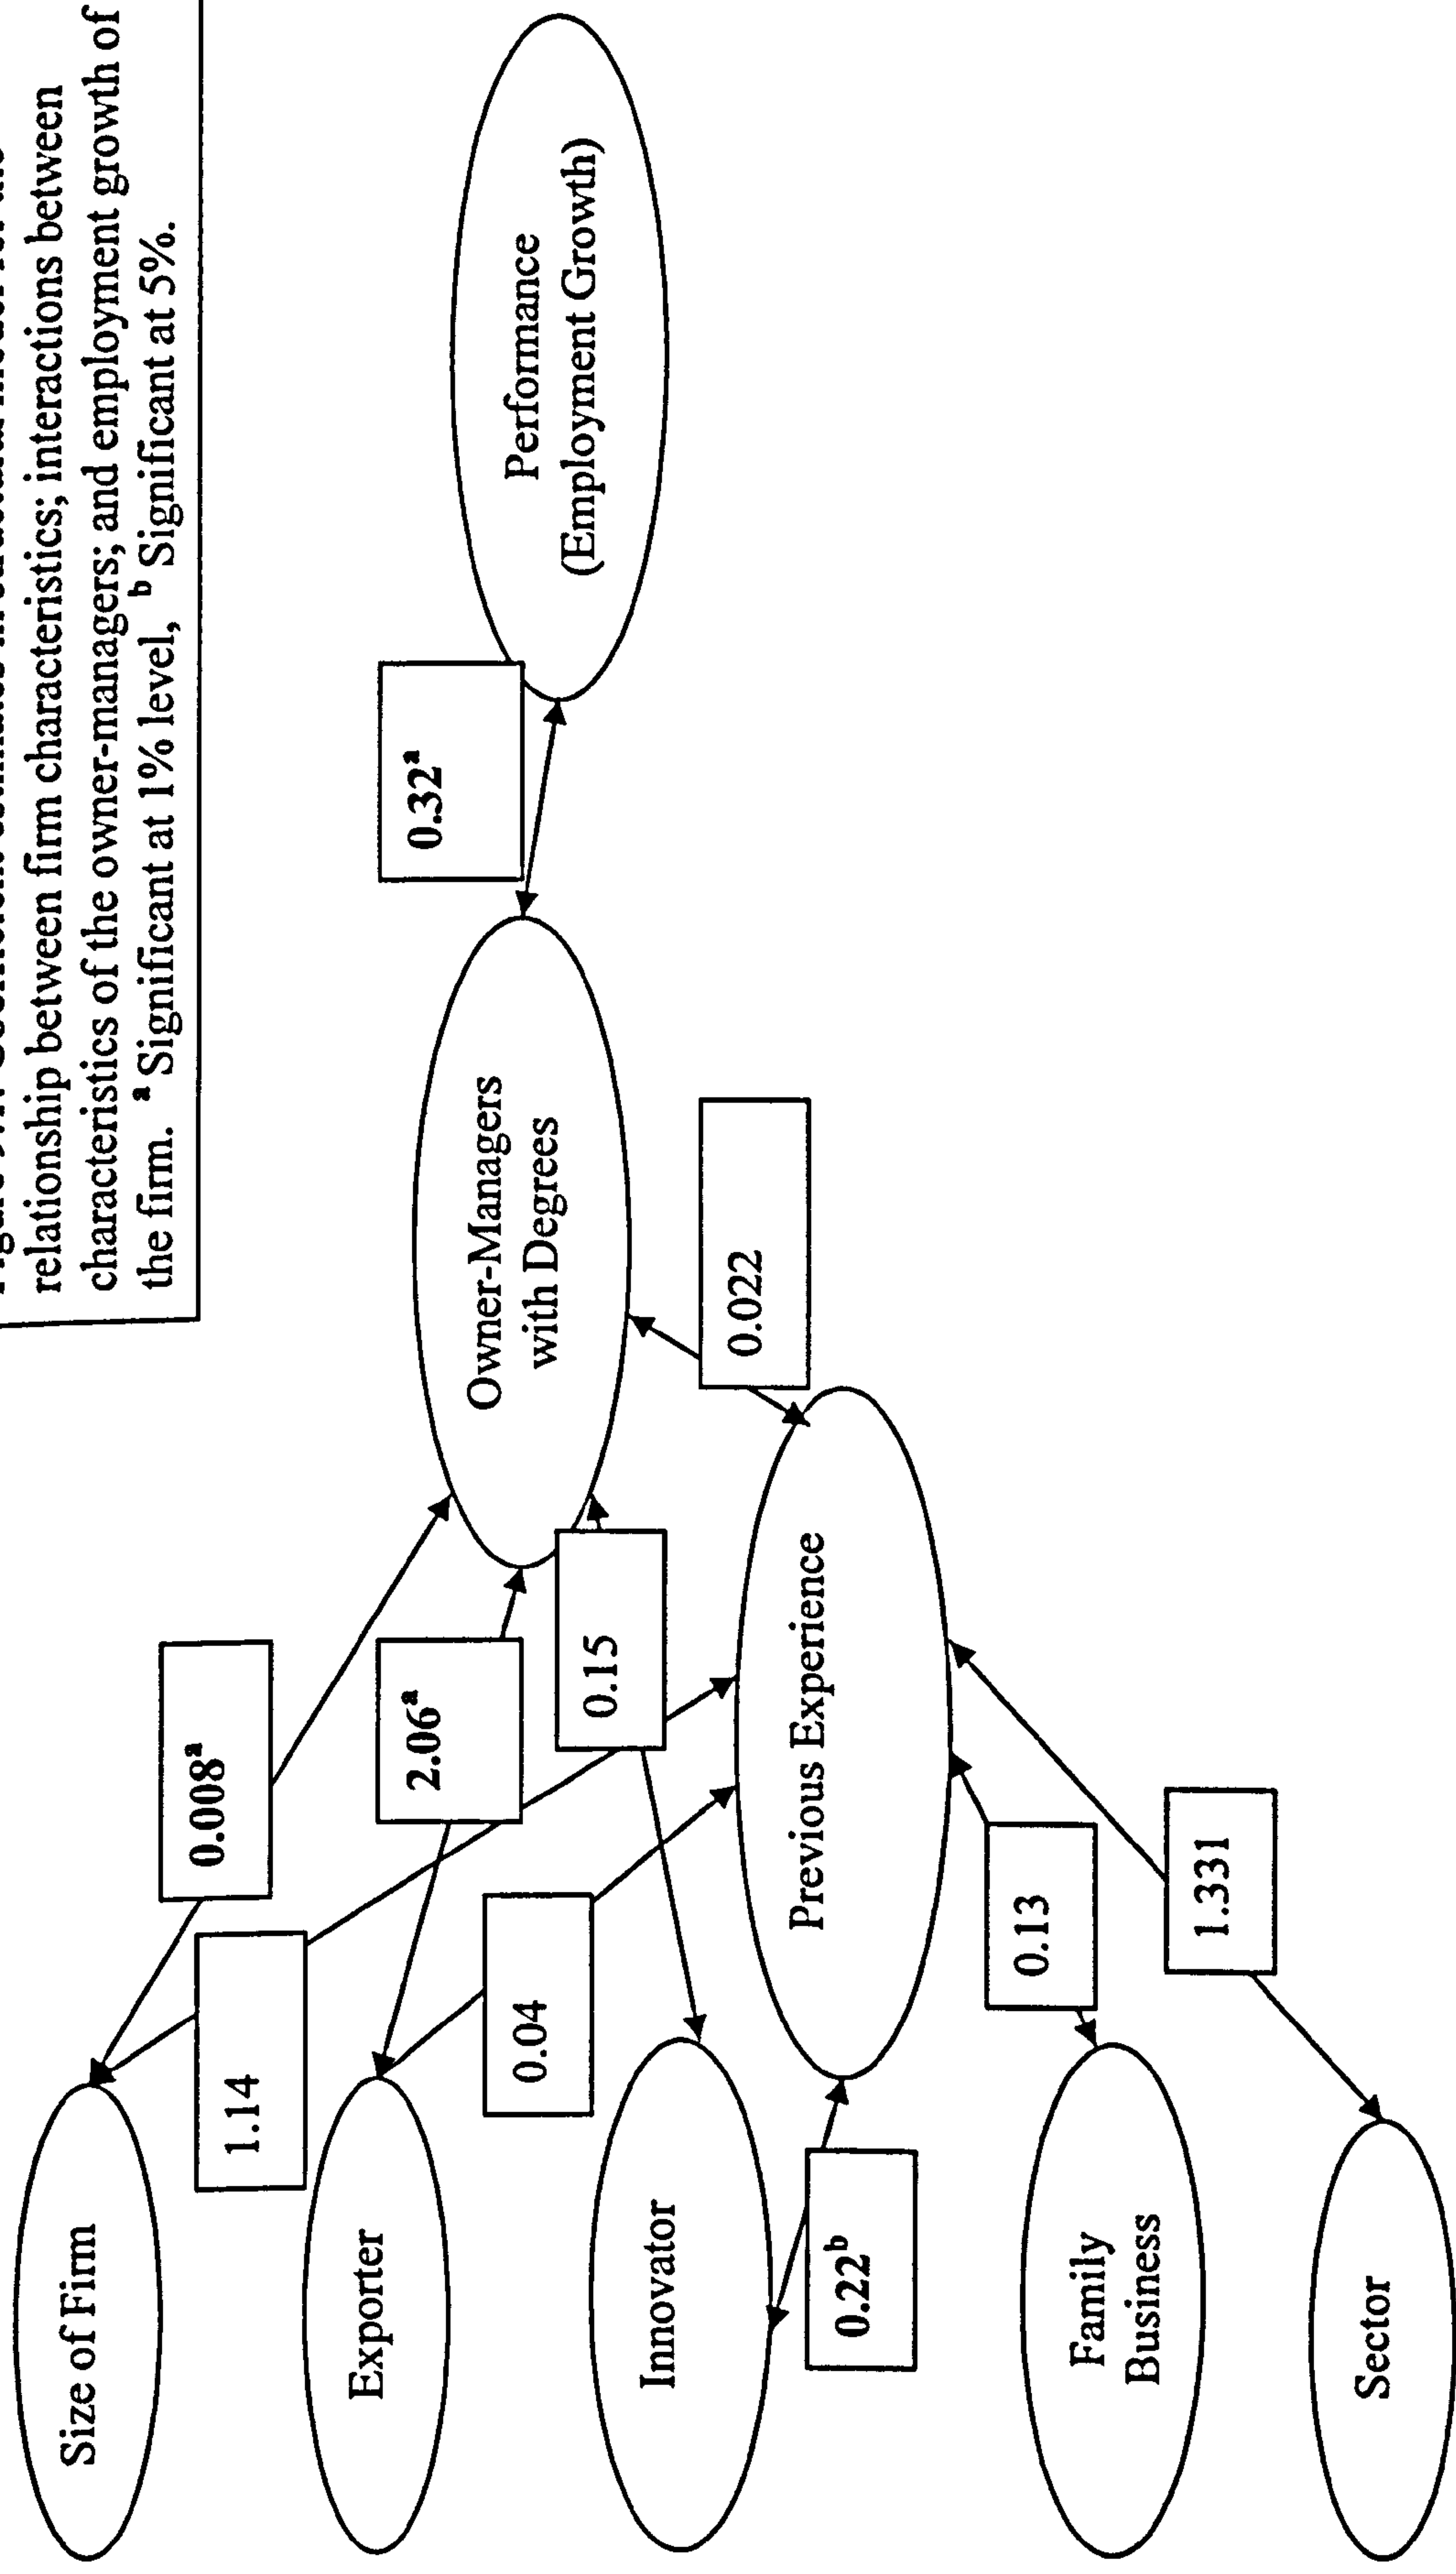 relationship between firm characteristics; interactions between
characteristics of the owner-managers; and employment growth of
the firm. ᵃ Significant at 1% level, ᵇ Significant at 5%.
Size of Firm
Exporter
Innovator
Family
Business
Sector
1.14
0.008ᵃ
2.06ᵃ
0.04
0.15
0.22ᵇ
0.13
1.331
Previous Experience
0.022
Owner-Managers
with Degrees
0.32ᵃ
Performance
(Employment Growth)